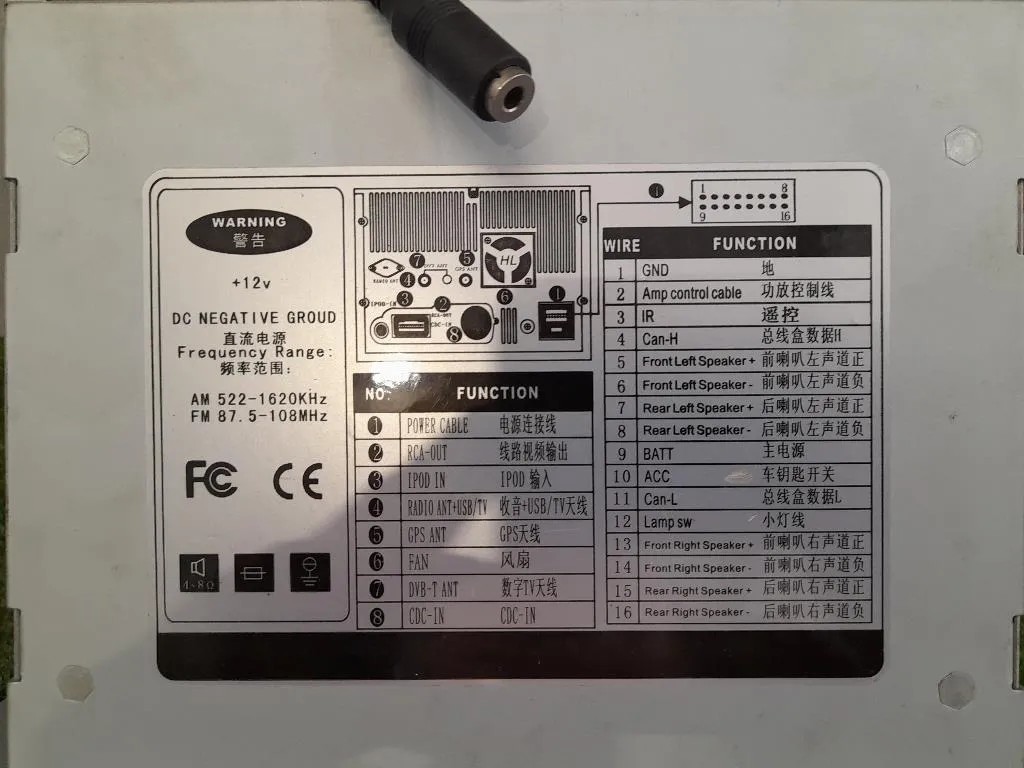 WARNING
警告
+12v
DC NEGATIVE GROUD
直流电源
Frequency Range:
频率范围:
AM 522-1620KHz
FM 87.5-108MHz
FC CE
4~8Ω
HL
7 DVB ANT
5 GPS ANT
RADIO ANT 4
IPOD-IN 3
2 RCA-OUT
CDC-IN
8
6
1
NO. FUNCTION
1 POWER CABLE 电源连接线
2 RCA-OUT 线路视频输出
3 IPOD IN IPOD 输入
4 RADIO ANT+USB/TV 收音+USB/TV天线
5 GPS ANT GPS天线
6 FAN 风扇
7 DVB-T ANT 数字TV天线
8 CDC-IN CDC-IN
1
1 8
9 16
WIRE FUNCTION
1 GND 地
2 Amp control cable 功放控制线
3 IR 遥控
4 Can-H 总线盒数据H
5 Front Left Speaker + 前喇叭左声道正
6 Front Left Speaker - 前喇叭左声道负
7 Rear Left Speaker + 后喇叭左声道正
8 Rear Left Speaker - 后喇叭左声道负
9 BATT 主电源
10 ACC 车钥匙开关
11 Can-L 总线盒数据L
12 Lamp sw 小灯线
13 Front Right Speaker + 前喇叭右声道正
14 Front Right Speaker - 前喇叭右声道负
15 Rear Right Speaker + 后喇叭右声道正
16 Rear Right Speaker - 后喇叭右声道负